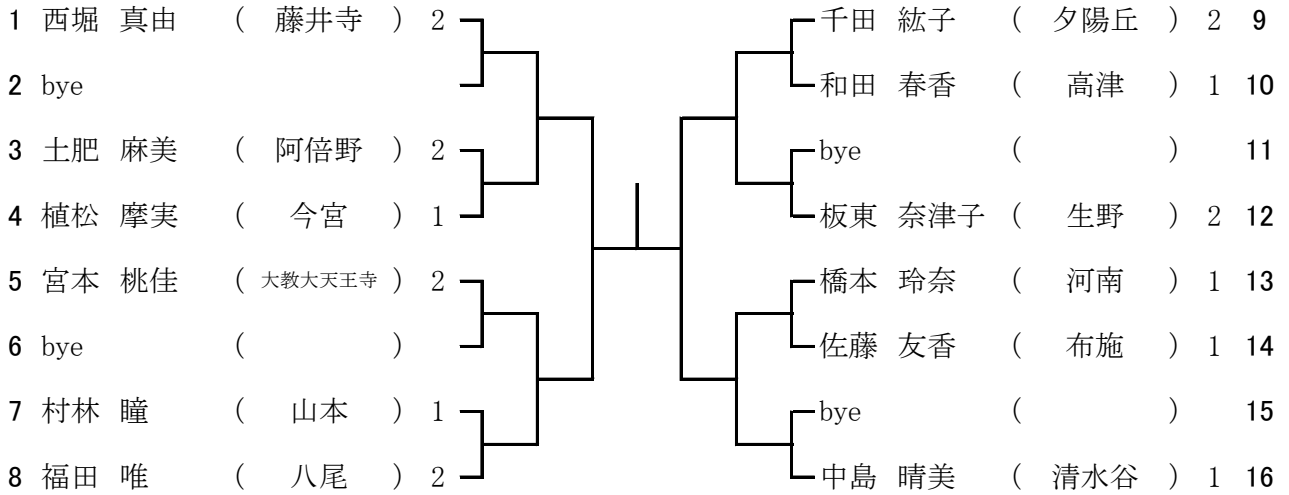 1 西堀 真由 ( 藤井寺 ) 2
2 bye
3 土肥 麻美 ( 阿倍野 ) 2
4 植松 摩実 ( 今宮 ) 1
5 宮本 桃佳 ( 大教大天王寺 ) 2
6 bye ( )
7 村林 瞳 ( 山本 ) 1
8 福田 唯 ( 八尾 ) 2
千田 紘子 ( 夕陽丘 ) 2 9
和田 春香 ( 高津 ) 1 10
bye ( ) 11
板東 奈津子 ( 生野 ) 2 12
橋本 玲奈 ( 河南 ) 1 13
佐藤 友香 ( 布施 ) 1 14
bye ( ) 15
中島 晴美 ( 清水谷 ) 1 16